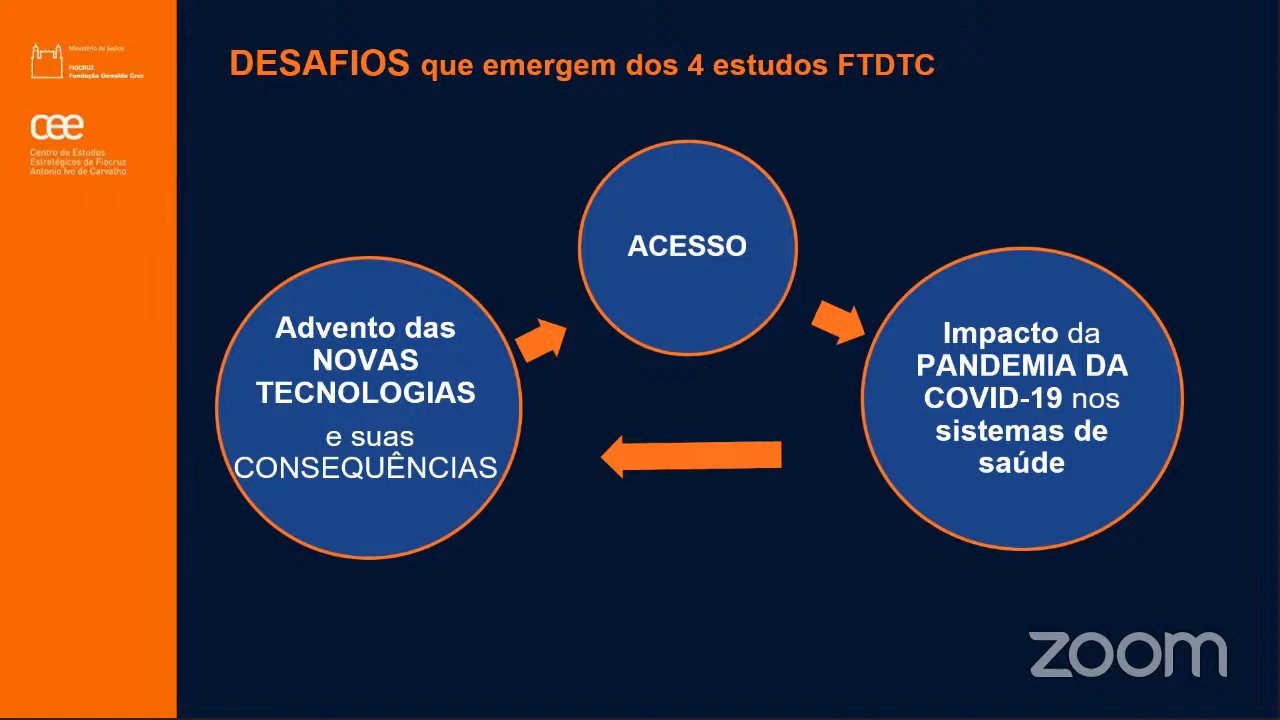 Ministério da Saúde
FIOCRUZ
Fundação Oswaldo Cruz
cee
Centro de Estudos
Estratégicos da Fiocruz
Antonio Ivo de Carvalho
DESAFIOS que emergem dos 4 estudos FTDTC
ACESSO
Advento das
NOVAS
TECNOLOGIAS
e suas
CONSEQUÊNCIAS
Impacto da
PANDEMIA DA
COVID-19 nos
sistemas de
saúde
zoom